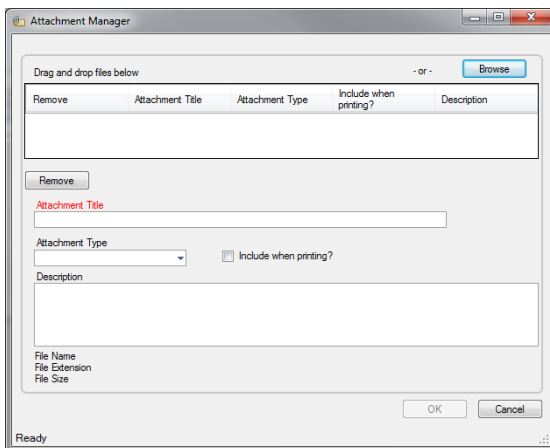 Attachment Manager
Drag and drop files below - or - Browse
Remove Attachment Title Attachment Type Include when printing? Description
Remove
Attachment Title
Attachment Type
Include when printing?
Description
File Name
File Extension
File Size
OK Cancel
Ready